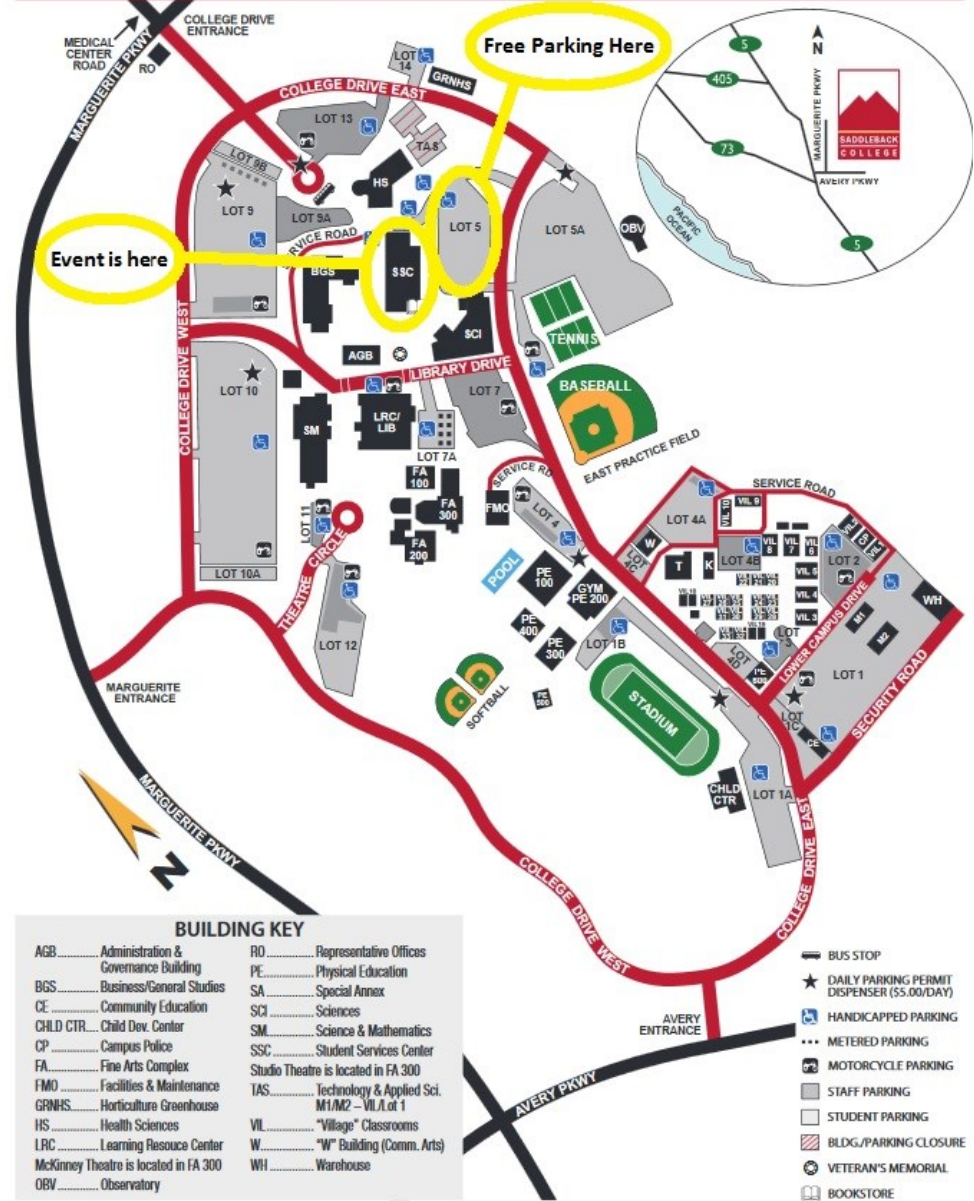 COLLEGE DRIVE
ENTRANCE
MEDICAL
CENTER
ROAD
RO
MARGUERITE PKWY
Free Parking Here
LOT
14
GRNHS
COLLEGE DRIVE EAST
LOT 13
TAS
LOT 9B
HS
LOT 9
LOT 9A
LOT 5
LOT 5A
OBV
SERVICE ROAD
Event is here
BGS
SSC
SCI
TENNIS
AGB
LIBRARY DRIVE
COLLEGE DRIVE WEST
LOT 10
LOT 7
BASEBALL
EAST PRACTICE FIELD
SM
LRC/
LIB
LOT 7A
FA
100
FA
300
FA
200
SERVICE RD
FMO
LOT 4
LOT 11
THEATRE CIRCLE
LOT 10A
LOT 12
POOL
PE
100
GYM
PE 200
PE
400
PE
300
PE
500
LOT 1B
SOFTBALL
STADIUM
SERVICE ROAD
LOT 4A
VIL 10
VIL 9
W
LOT
4C
T
K
LOT 4B
VIL
8
VIL
7
VIL
6
VIL 5
VIL 4
VIL 3
LOT 2
LOWER CAMPUS DRIVE
M1
M2
WH
LOT
4D
PE
800
LOT 1
LOT
1C
CE
SECURITY ROAD
CHLD
CTR
LOT 1A
COLLEGE DRIVE EAST
MARGUERITE
ENTRANCE
MARGUERITE PKWY
N
COLLEGE DRIVE WEST
AVERY
ENTRANCE
AVERY PKWY
N
5
405
73
5
MARGUERITE PKWY
AVERY PKWY
PACIFIC
OCEAN
SADDLEBACK
COLLEGE
BUILDING KEY
AGB............ Administration &
Governance Building
BGS............ Business/General Studies
CE ............. Community Education
CHLD CTR.... Child Dev. Center
CP ............. Campus Police
FA.............. Fine Arts Complex
FMO ........... Facilities & Maintenance
GRNHS........ Horticulture Greenhouse
HS ............. Health Sciences
LRC ............ Learning Resouce Center
McKinney Theatre is located in FA 300
OBV ............ Observatory
RO .............. Representative Offices
PE............... Physical Education
SA .............. Special Annex
SCI ............. Sciences
SM.............. Science & Mathematics
SSC ............ Student Services Center
Studio Theatre is located in FA 300
TAS............. Technology & Applied Sci.
M1/M2 – VIL/Lot 1
VIL .............. "Village" Classrooms
W................ "W" Building (Comm. Arts)
WH ............. Warehouse
BUS STOP
DAILY PARKING PERMIT
DISPENSER ($5.00/DAY)
HANDICAPPED PARKING
METERED PARKING
MOTORCYCLE PARKING
STAFF PARKING
STUDENT PARKING
BLDG./PARKING CLOSURE
VETERAN'S MEMORIAL
BOOKSTORE